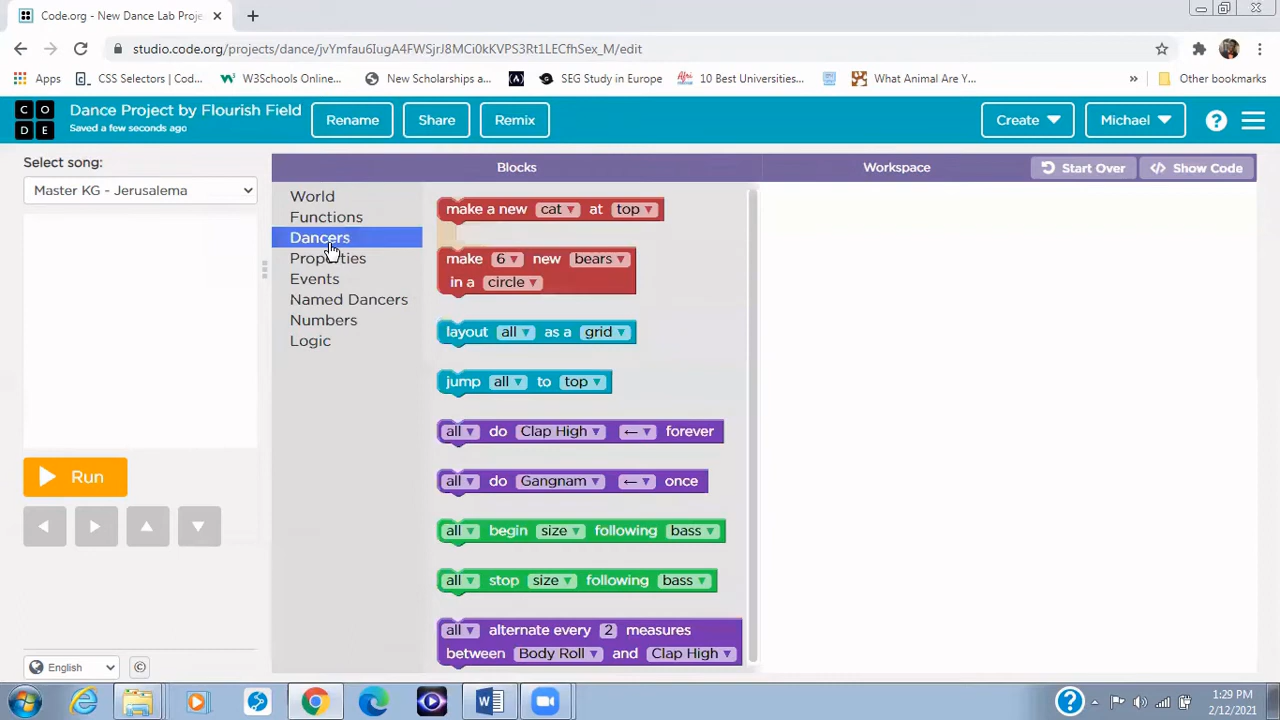 Code.org - New Dance Lab Proje
studio.code.org/projects/dance/jvYmfau6IugA4FWSjrJ8MCi0kKVPS3Rt1LECfhSex_M/edit
Apps CSS Selectors | Cod... W3Schools Online... New Scholarships a... SEG Study in Europe 10 Best Universities... What Animal Are Y... » Other bookmarks
CODE
Dance Project by Flourish Field
Saved a few seconds ago
Rename Share Remix Create Michael ?
Select song:
Master KG - Jerusalema
Run
English ©
Blocks Workspace Start Over </> Show Code
World
Functions
Dancers
Properties
Events
Named Dancers
Numbers
Logic
make a new cat at top
make 6 new bears
in a circle
layout all as a grid
jump all to top
all do Clap High ← forever
all do Gangnam ← once
all begin size following bass
all stop size following bass
all alternate every 2 measures
between Body Roll and Clap High
1:29 PM
2/12/2021